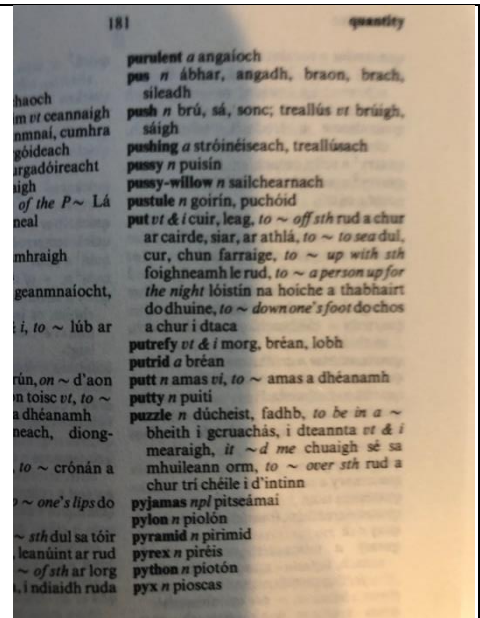 181 quantity
haoch
m vt ceannaigh
nmnaí, cumhra
góideach
urgadóireacht
aigh
of the P~ Lá
neal
mhraigh
geanmnaíocht,
i, to ~ lúb ar
rún, on ~ d'aon
n toisc vt, to ~
a dhéanamh
neach, diong-
, to ~ crónán a
~ one's lips do
~ sth dul sa tóir
leanúint ar rud
~ of sth ar lorg
, i ndiaidh ruda
purulent a angaíoch
pus n ábhar, angadh, braon, brach,
sileadh
push n brú, sá, sonc; treallús vt brúigh,
sáigh
pushing a stróinéiseach, treallúsach
pussy n puisín
pussy-willow n sailchearnach
pustule n goirín, puchóid
put vt & i cuir, leag, to ~ off sth rud a chur
ar cairde, siar, ar athlá, to ~ to sea dul,
cur, chun farraige, to ~ up with sth
foighneamh le rud, to ~ a person up for
the night lóistín na hoíche a thabhairt
do dhuine, to ~ down one's foot do chos
a chur i dtaca
putrefy vt & i morg, bréan, lobh
putrid a bréan
putt n amas vi, to ~ amas a dhéanamh
putty n puiti
puzzle n dúcheist, fadhb, to be in a ~
bheith i gcruachás, i dteannta vt & i
mearaigh, it ~d me chuaigh sé sa
mhuileann orm, to ~ over sth rud a
chur trí chéile i d'intinn
pyjamas npl pitseámaí
pylon n piolón
pyramid n pirimid
pyrex n piréis
python n píotón
pyx n pioscas